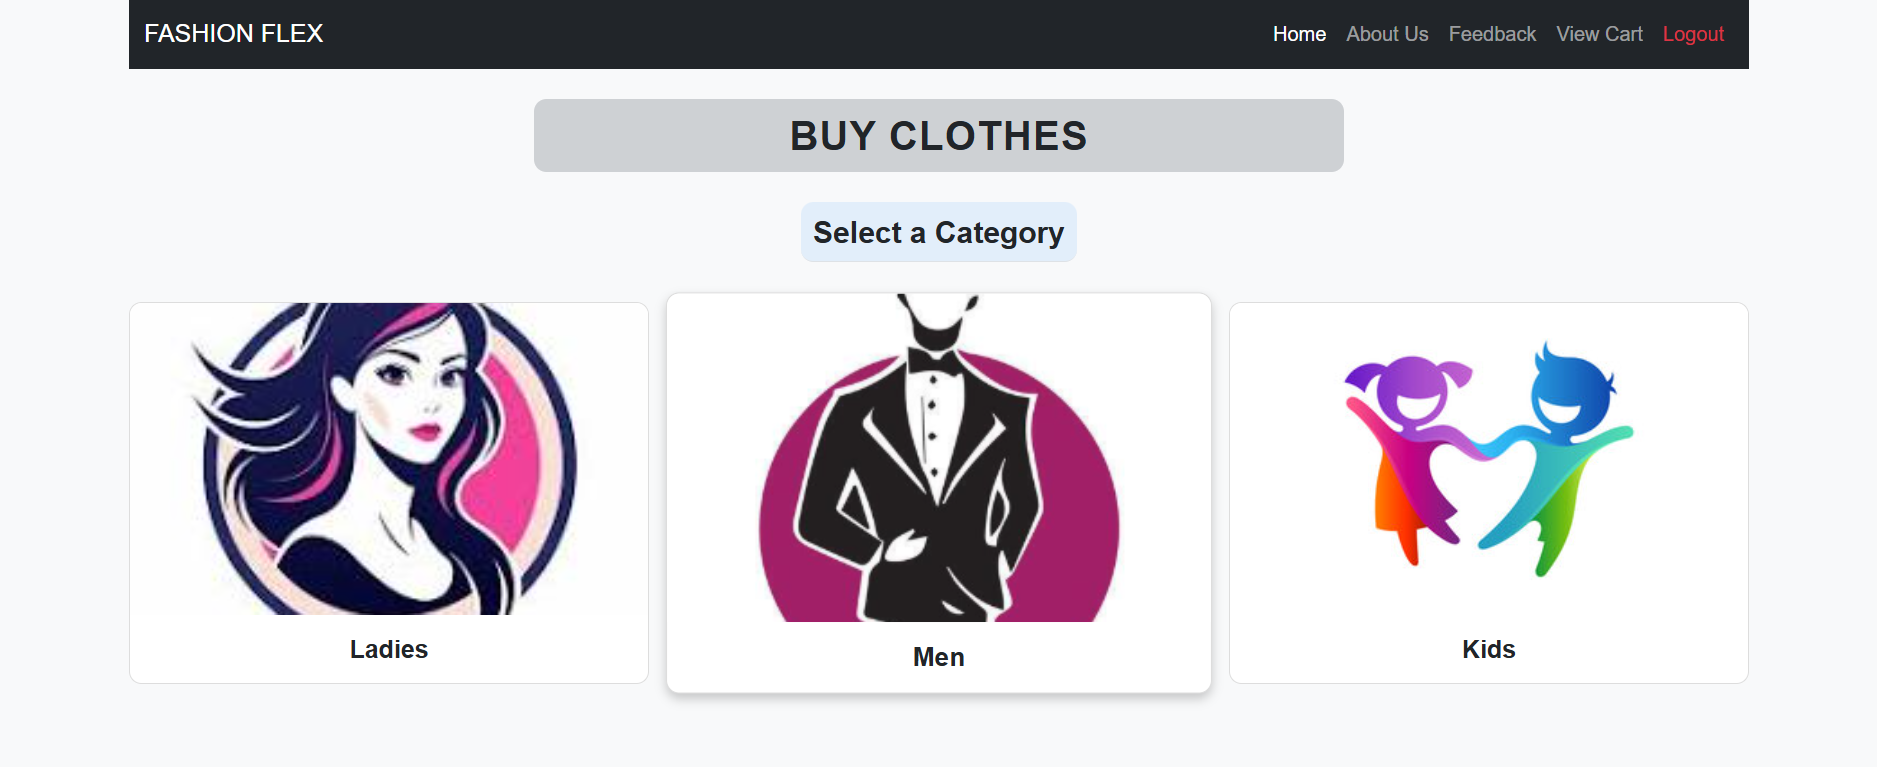 FASHION FLEX
Home About Us Feedback View Cart Logout
BUY CLOTHES
Select a Category
Ladies
Men
Kids